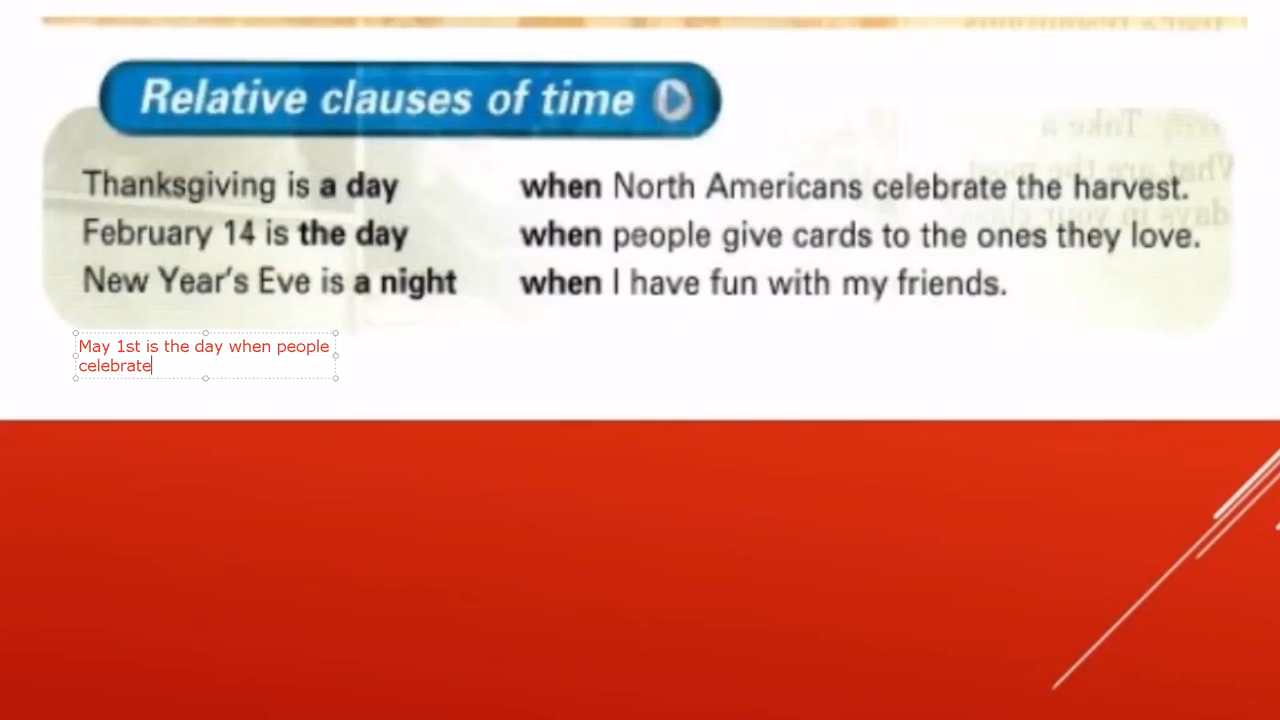 Relative clauses of time
Thanksgiving is a day when North Americans celebrate the harvest.
February 14 is the day when people give cards to the ones they love.
New Year's Eve is a night when I have fun with my friends.
May 1st is the day when people
celebrate